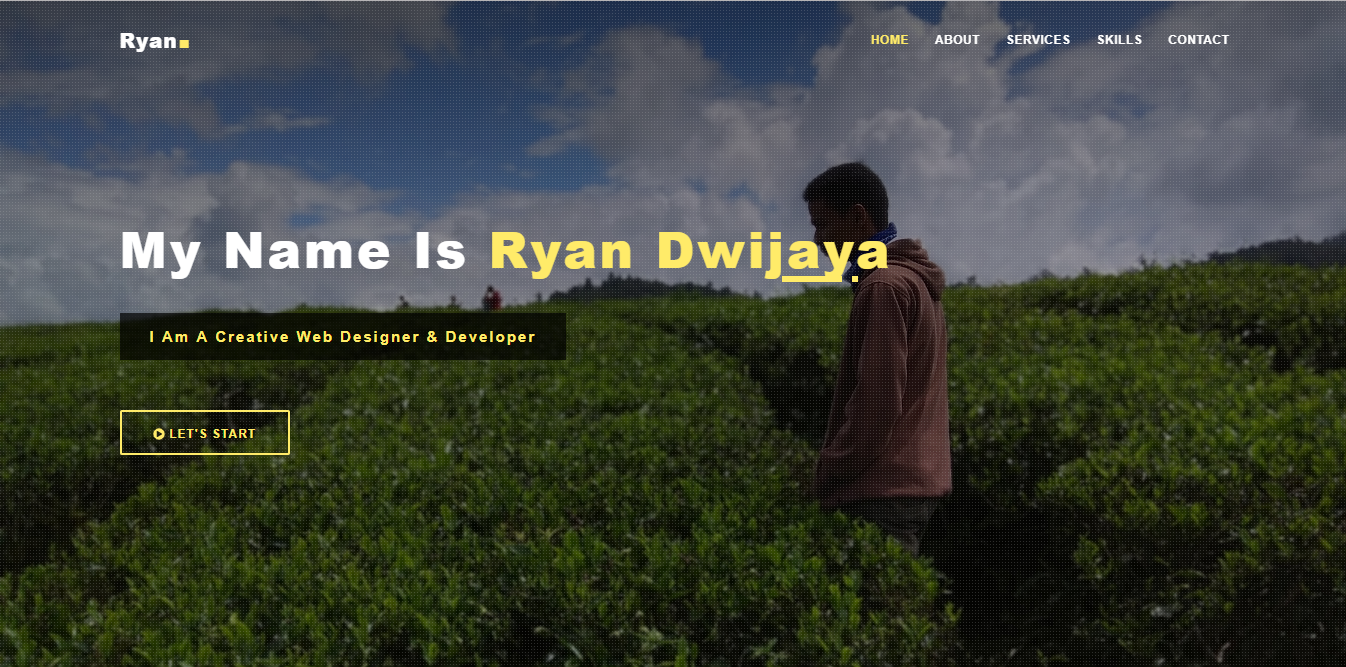 Ryan
HOME ABOUT SERVICES SKILLS CONTACT
My Name Is Ryan Dwijaya
I Am A Creative Web Designer & Developer
LET'S START